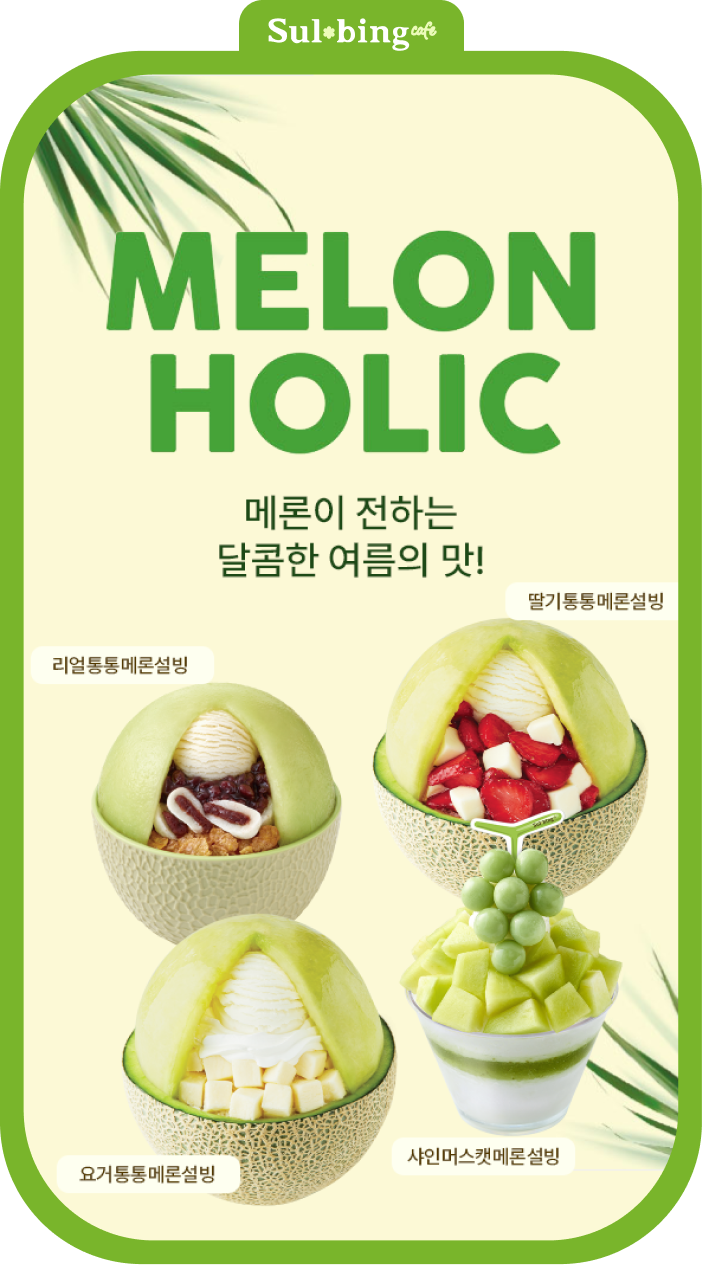 Sul*bing cafe
MELON
HOLIC
메론이 전하는
달콤한 여름의 맛!
딸기통통메론설빙
리얼통통메론설빙
Sulbing
샤인머스캣메론설빙
요거통통메론설빙